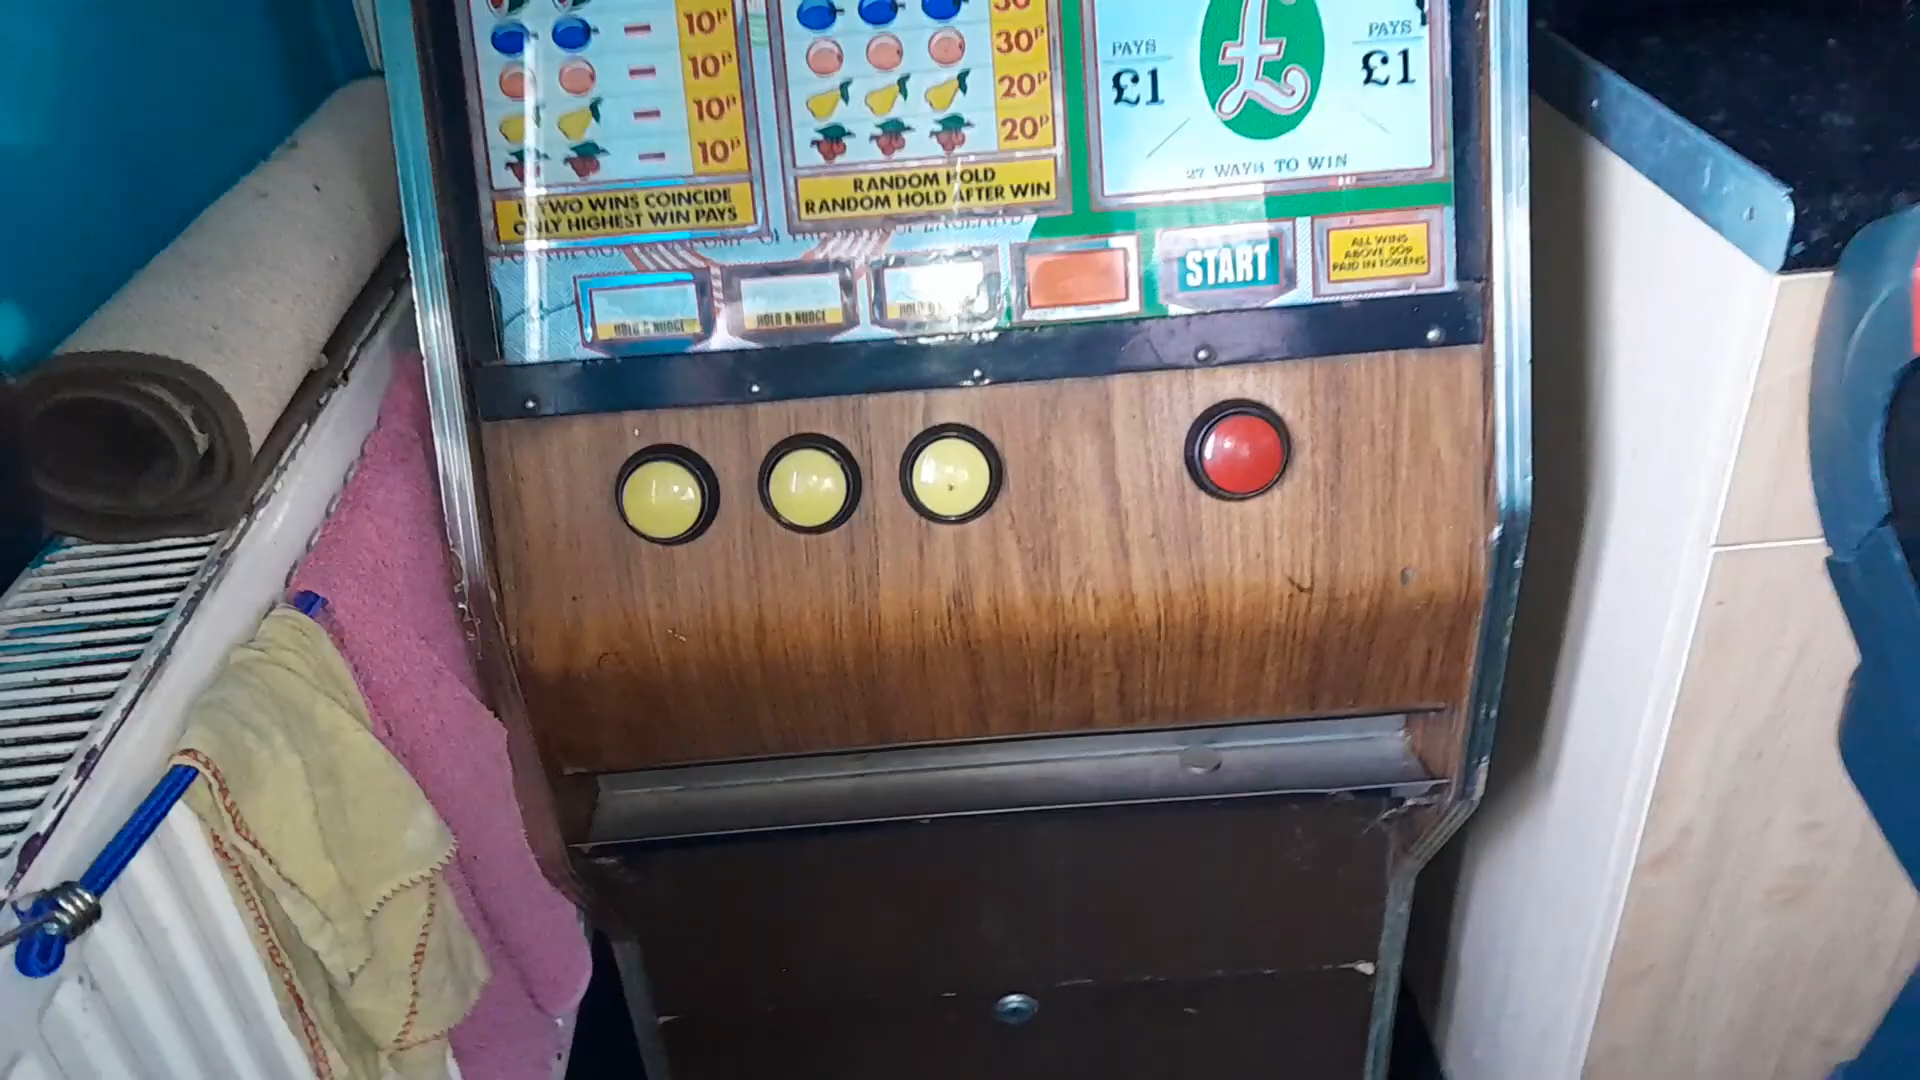 10P
10P
10P
10P
30P
20P
20P
PAYS
£1
£
PAYS
£1
27 WAYS TO WIN
IF TWO WINS COINCIDE
ONLY HIGHEST WIN PAYS
RANDOM HOLD
RANDOM HOLD AFTER WIN
HOLD & NUDGE
HOLD & NUDGE
HOLD &
START
ALL WINS
ABOVE 50P
PAID IN TOKENS